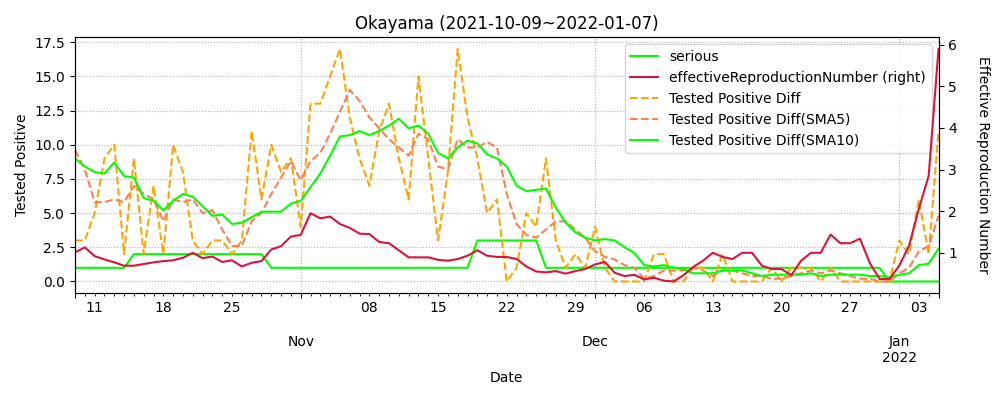 Okayama (2021-10-09~2022-01-07)
17.5
15.0
12.5
10.0
7.5
5.0
2.5
0.0
Tested Positive
6
5
4
3
2
1
Effective Reproduction Number
serious
effectiveReproductionNumber (right)
Tested Positive Diff
Tested Positive Diff(SMA5)
Tested Positive Diff(SMA10)
11 18 25 08 15 22 29 06 13 20 27 03
Nov Dec Jan
2022
Date